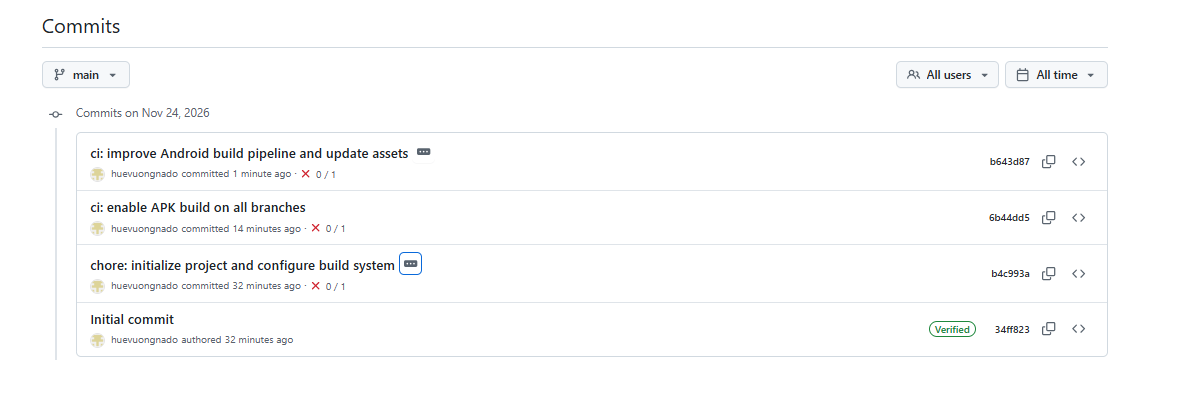 Commits
main
All users
All time
Commits on Nov 24, 2026
ci: improve Android build pipeline and update assets
huevuongnado committed 1 minute ago · 0 / 1
b643d87
ci: enable APK build on all branches
huevuongnado committed 14 minutes ago · 0 / 1
6b44dd5
chore: initialize project and configure build system
huevuongnado committed 32 minutes ago · 0 / 1
b4c993a
Initial commit
huevuongnado authored 32 minutes ago
Verified
34ff823